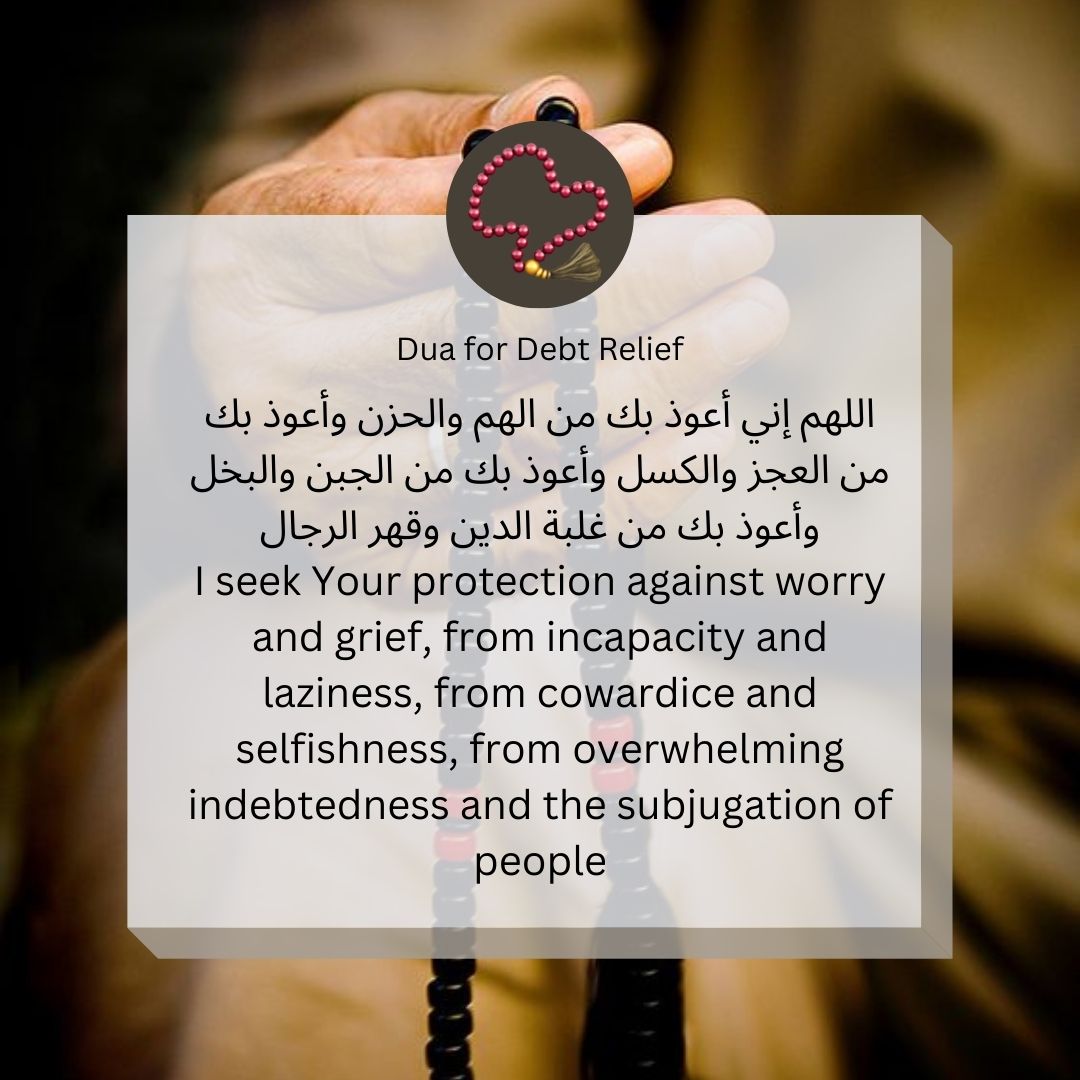 Dua for Debt Relief
اللهم إني أعوذ بك من الهم والحزن وأعوذ بك
من العجز والكسل وأعوذ بك من الجبن والبخل
وأعوذ بك من غلبة الدين وقهر الرجال
I seek Your protection against worry
and grief, from incapacity and
laziness, from cowardice and
selfishness, from overwhelming
indebtedness and the subjugation of
people